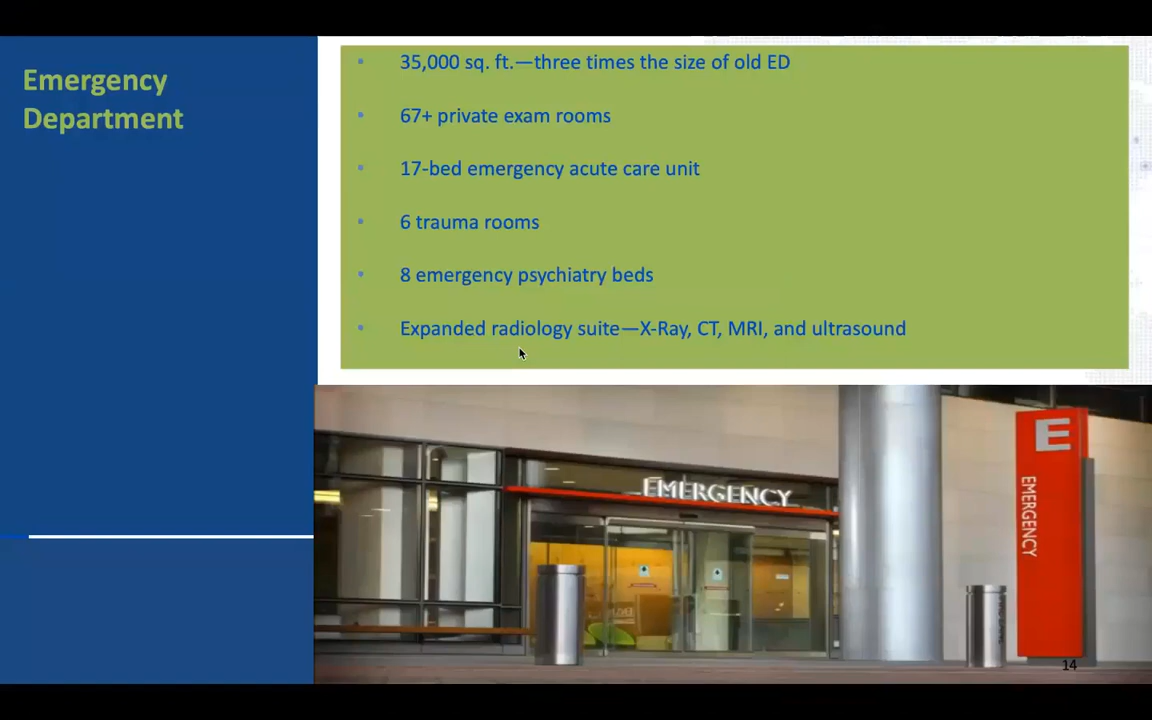 Emergency
Department
• 35,000 sq. ft.—three times the size of old ED
• 67+ private exam rooms
• 17-bed emergency acute care unit
• 6 trauma rooms
• 8 emergency psychiatry beds
• Expanded radiology suite—X-Ray, CT, MRI, and ultrasound
EMERGENCY
E
EMERGENCY
14